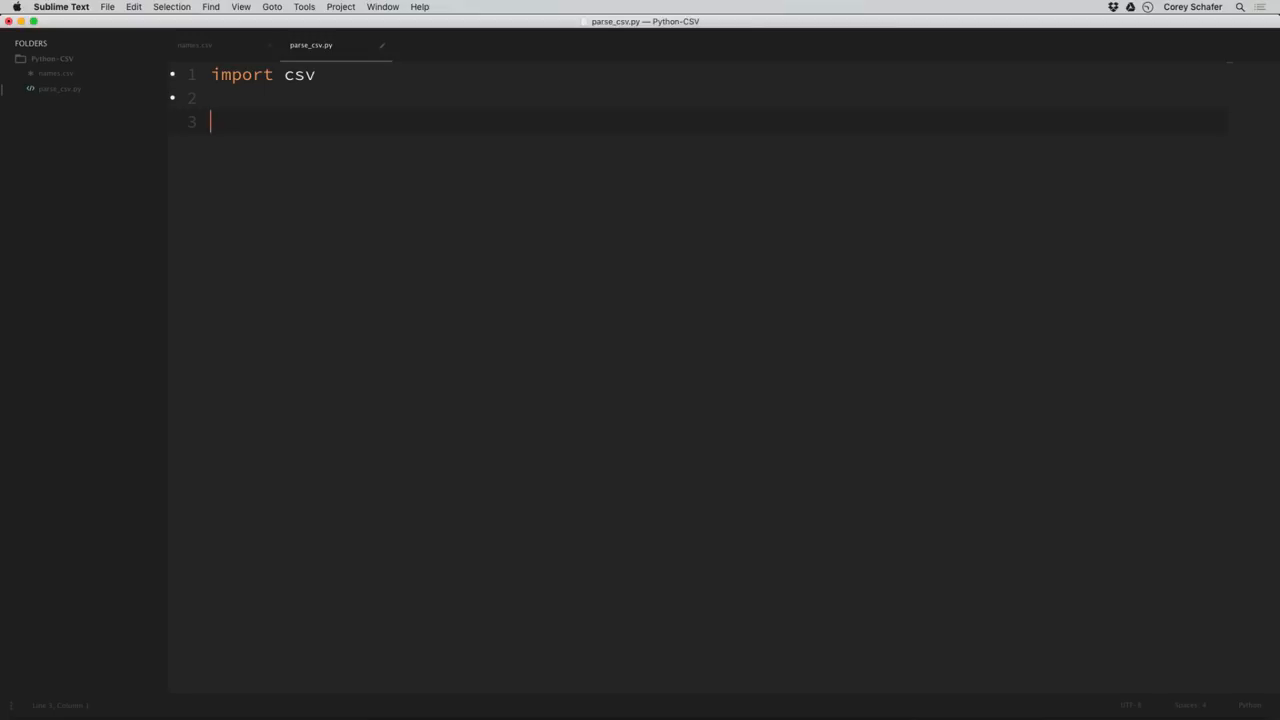 Sublime Text File Edit Selection Find View Goto Tools Project Window Help Corey Schafer
parse_csv.py — Python-CSV
FOLDERS
Python-CSV
names.csv
parse_csv.py
names.csv
parse_csv.py
1 import csv
2
3
Line 3, Column 1
UTF-8 Spaces: 4 Python